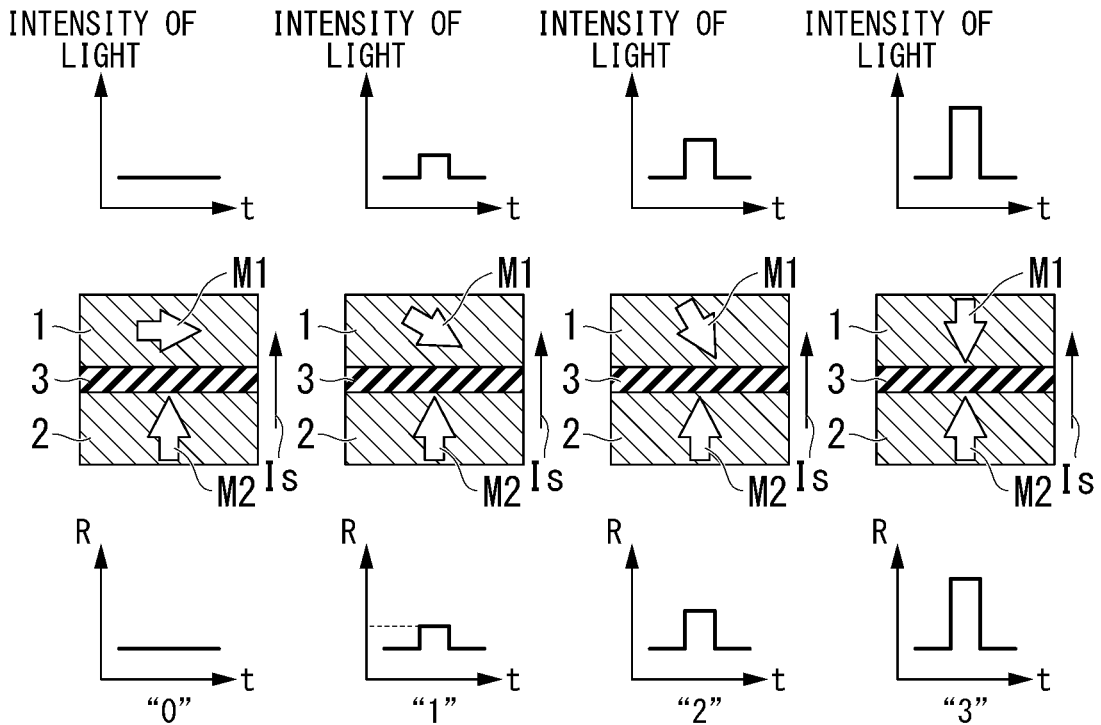 INTENSITY OF LIGHT
t
M1
1
3
2
M2
Is
R
t
“0”
INTENSITY OF LIGHT
t
M1
1
3
2
M2
Is
R
t
“1”
INTENSITY OF LIGHT
t
M1
1
3
2
M2
Is
R
t
“2”
INTENSITY OF LIGHT
t
M1
1
3
2
M2
Is
R
t
“3”